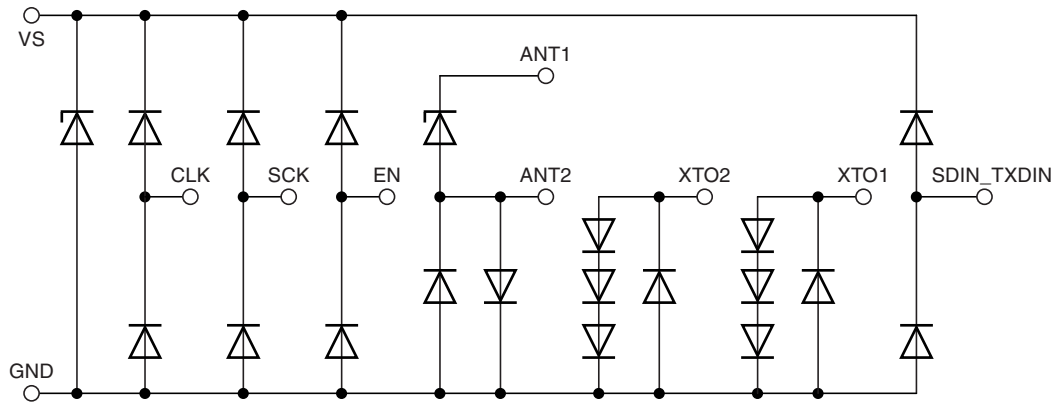 VS
ANT1
CLK
SCK
EN
ANT2
XTO2
XTO1
SDIN_TXDIN
GND